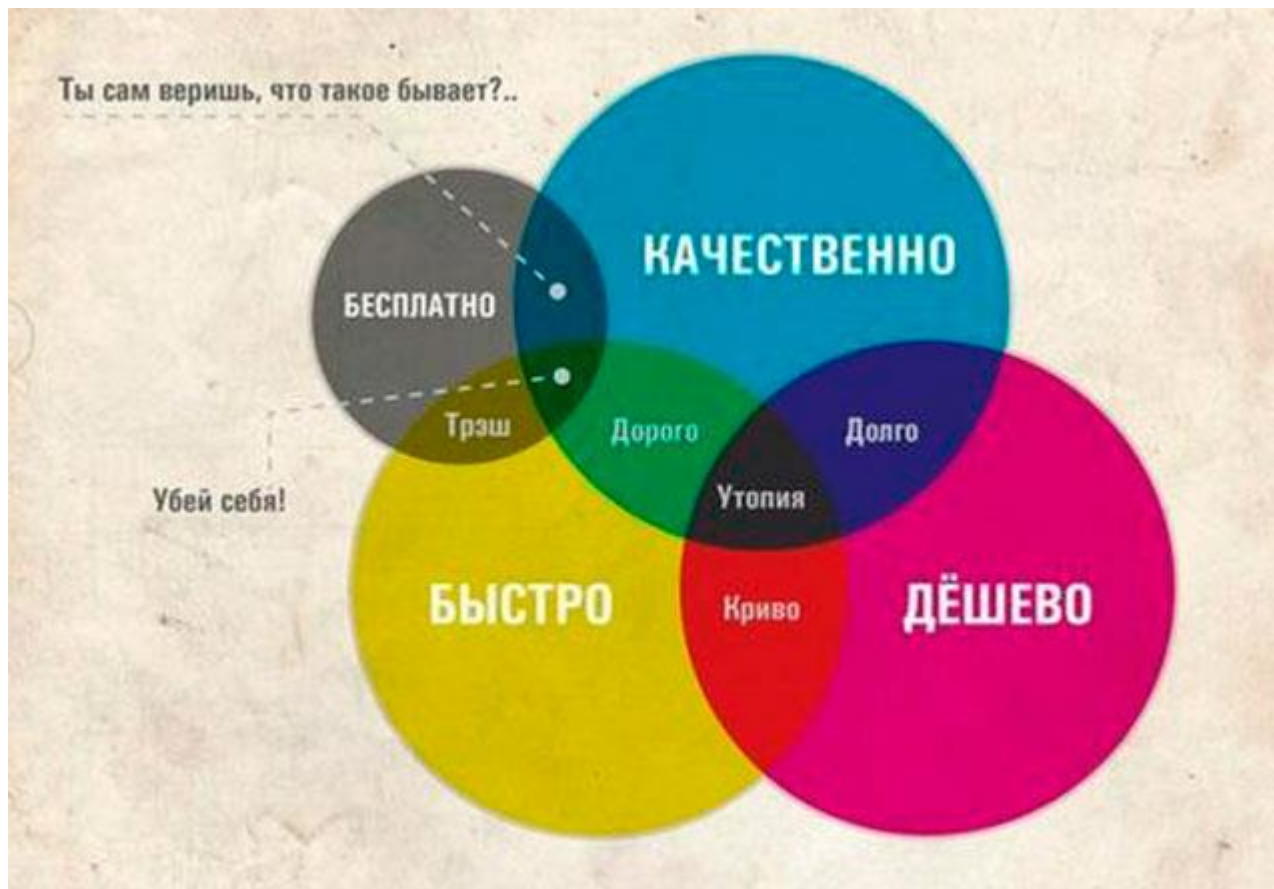 Ты сам веришь, что такое бывает?..
КАЧЕСТВЕННО
БЕСПЛАТНО
Трэш
Дорого
Долго
Утопия
Убей себя!
БЫСТРО
Криво
ДЁШЕВО